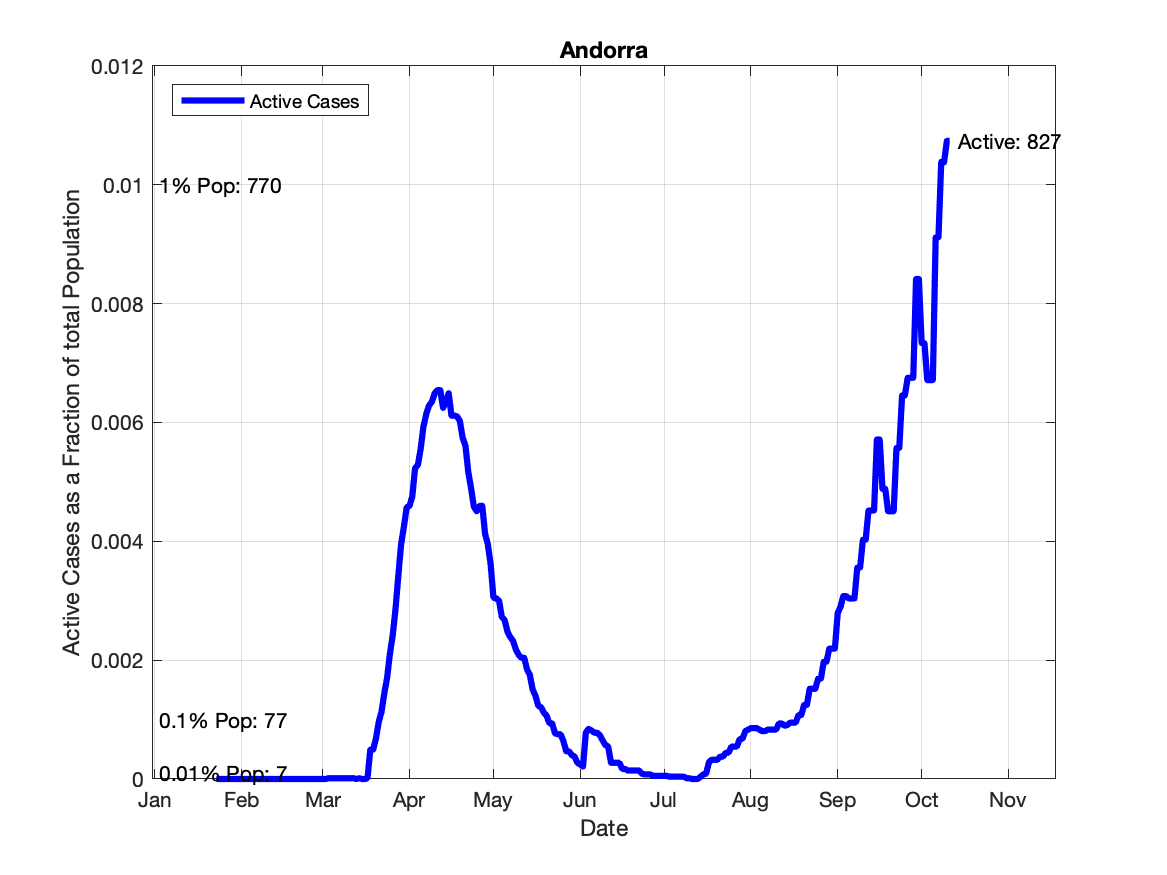 Andorra
0.012
Active Cases
Active: 827
0.01
1% Pop: 770
0.008
0.006
0.004
0.002
0.1% Pop: 77
0.01% Pop: 7
0
Jan Feb Mar Apr May Jun Jul Aug Sep Oct Nov
Date
Active Cases as a Fraction of total Population